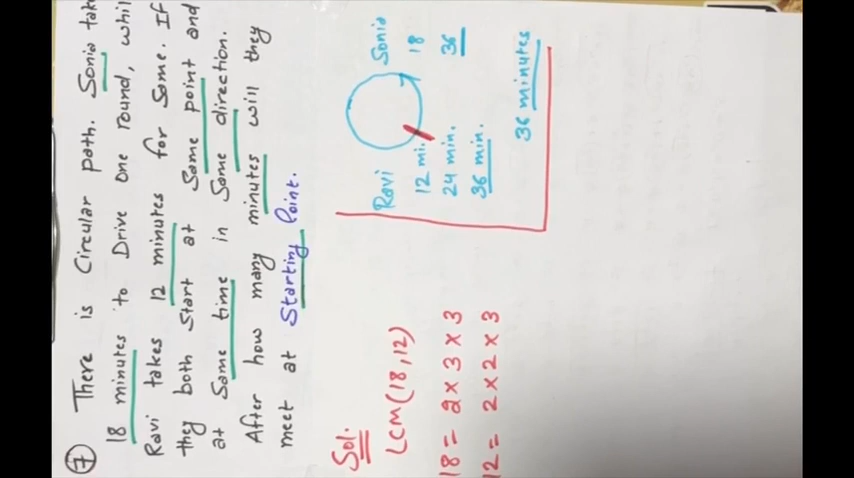 7 There is Circular path. Sonia
18 minutes to Drive one round, whil
Ravi takes 12 minutes for Same. If
they both Start at Same point and
at Same time in Same direction.
After how many minutes will they
meet at Starting Point.
Sol.
LCM(18,12)
18 = 2 x 3 x 3
12 = 2 x 2 x 3
Ravi Sonia
12 mi. 18
24 min. 36
36 min.
36 minutes